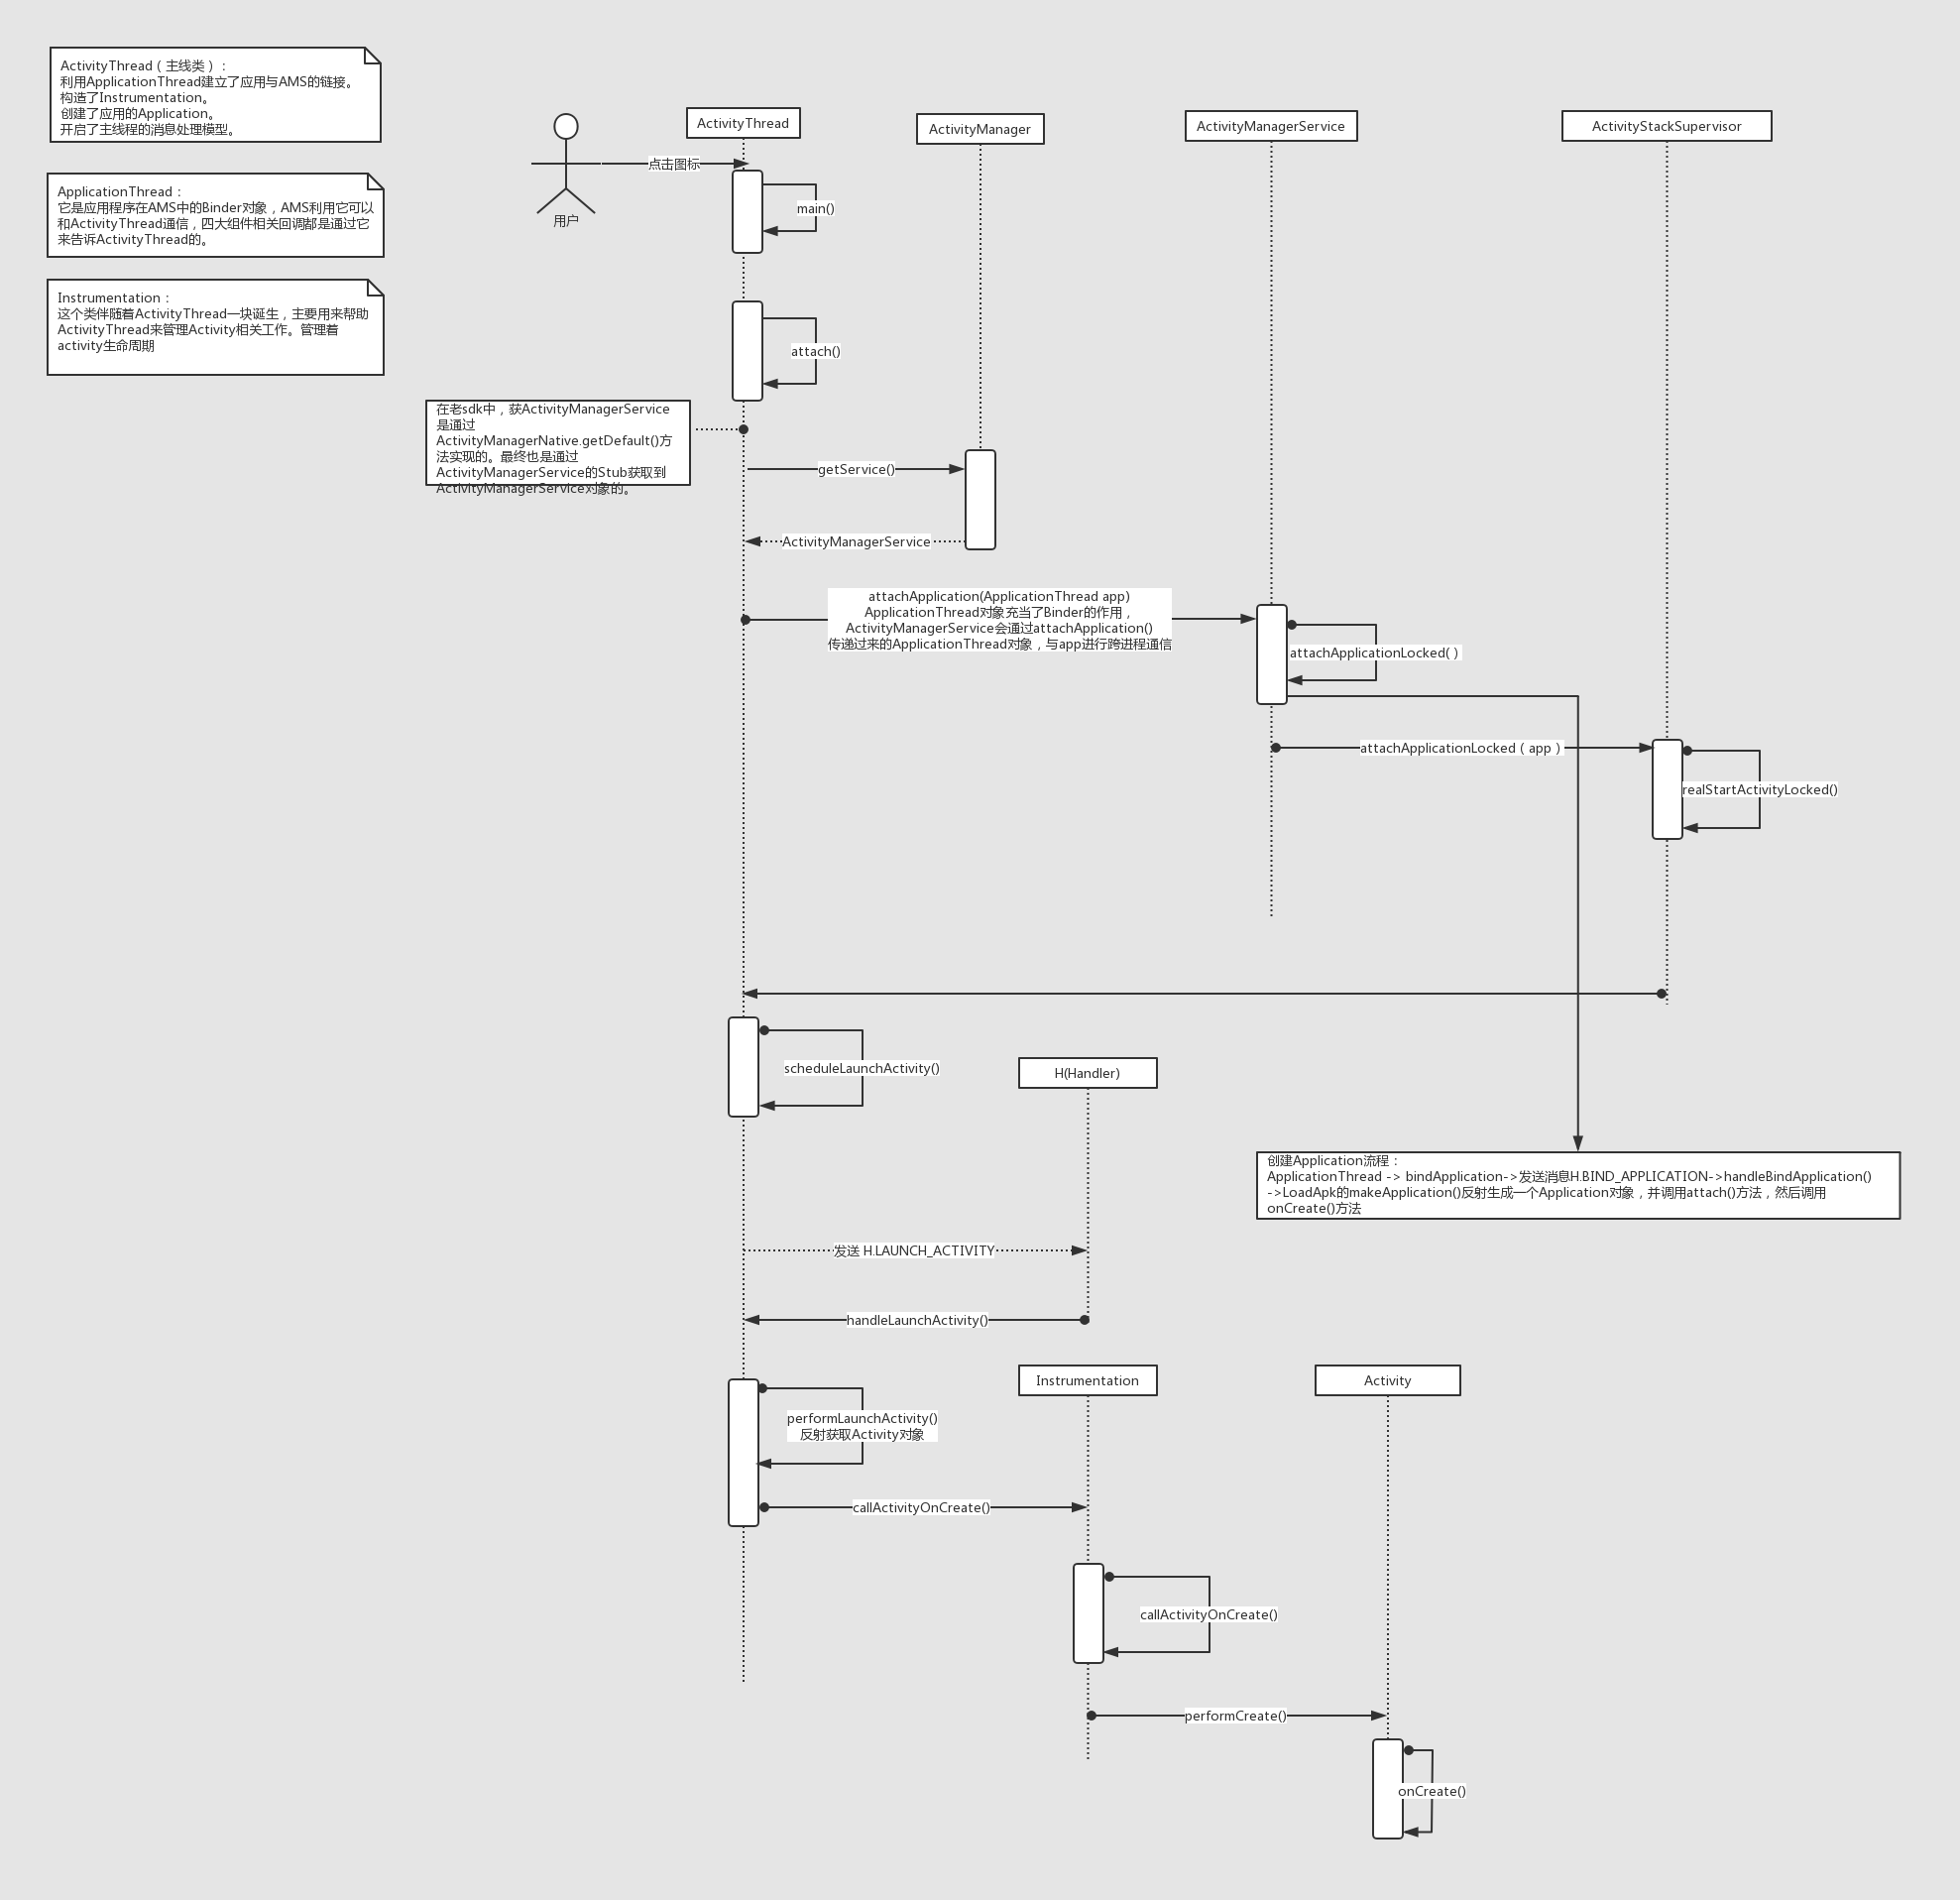 ActivityThread（主线类）：
利用ApplicationThread建立了应用与AMS的链接。
构造了Instrumentation。
创建了应用的Application。
开启了主线程的消息处理模型。
ApplicationThread：
它是应用程序在AMS中的Binder对象，AMS利用它可以
和ActivityThread通信，四大组件相关回调都是通过它
来告诉ActivityThread的。
Instrumentation：
这个类伴随着ActivityThread一块诞生，主要用来帮助
ActivityThread来管理Activity相关工作。管理着
activity生命周期
用户
点击图标
ActivityThread
ActivityManager
ActivityManagerService
ActivityStackSupervisor
main()
attach()
在老sdk中，获ActivityManagerService
是通过
ActivityManagerNative.getDefault()方
法实现的。最终也是通过
ActivityManagerService的Stub获取到
ActivityManagerService对象的。
getService()
ActivityManagerService
attachApplication(ApplicationThread app)
ApplicationThread对象充当了Binder的作用，
ActivityManagerService会通过attachApplication()
传递过来的ApplicationThread对象，与app进行跨进程通信
attachApplicationLocked( )
attachApplicationLocked（app）
realStartActivityLocked()
scheduleLaunchActivity()
H(Handler)
创建Application流程：
ApplicationThread -> bindApplication->发送消息H.BIND_APPLICATION->handleBindApplication()
->LoadApk的makeApplication()反射生成一个Application对象，并调用attach()方法，然后调用
onCreate()方法
发送 H.LAUNCH_ACTIVITY
handleLaunchActivity()
Instrumentation
Activity
performLaunchActivity()
反射获取Activity对象
callActivityOnCreate()
callActivityOnCreate()
performCreate()
onCreate()